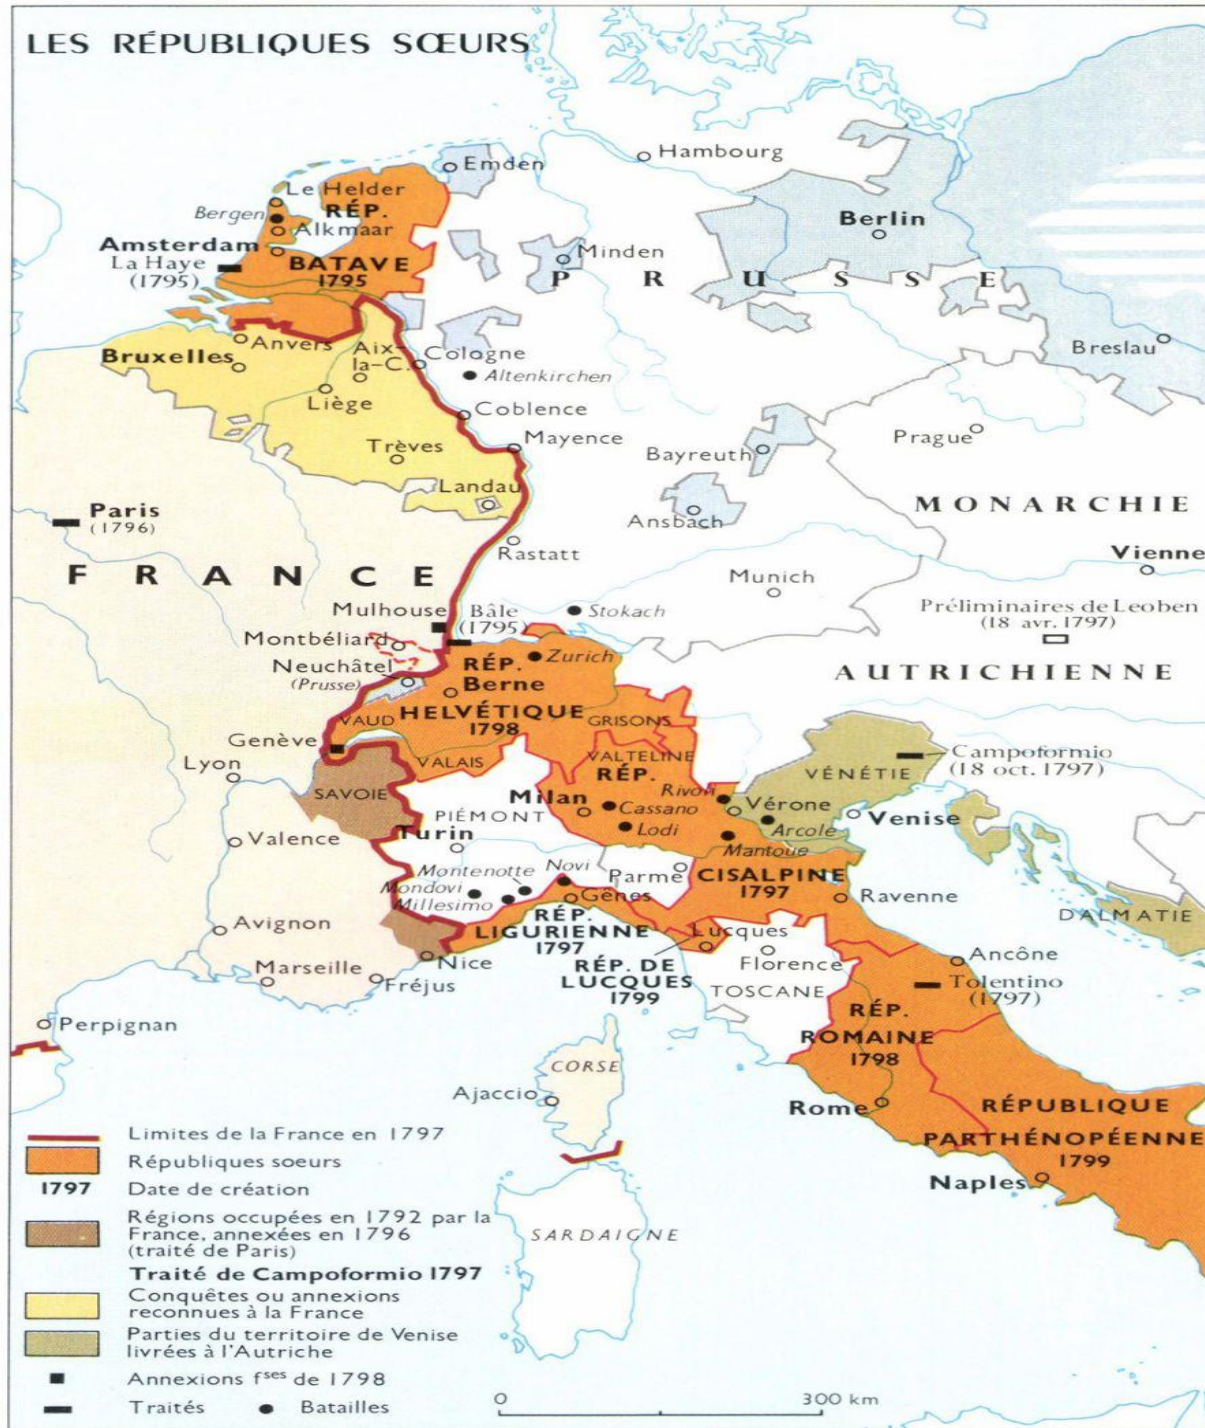 LES RÉPUBLIQUES SŒURS
Emden
Hambourg
Le Helder
Bergen
RÉP.
Alkmaar
Berlin
Amsterdam
La Haye
(1795)
BATAVE
1795
Minden
PRUSSE
Anvers
Bruxelles
Aix-
la-C.
Cologne
Altenkirchen
Breslau
Liège
Coblence
Trèves
Mayence
Prague
Bayreuth
Landau
Paris
(1796)
Ansbach
MONARCHIE
Rastatt
Vienne
FRANCE
Munich
Mulhouse
Bâle
(1795)
Stokach
Préliminaires de Leoben
(18 avr. 1797)
Montbéliard
Neuchâtel
(Prusse)
RÉP.
Zurich
Berne
AUTRICHIENNE
VAUD
HELVÉTIQUE
1798
GRISONS
Genève
VALAIS
VALTELINE
Campoformio
(18 oct. 1797)
Lyon
RÉP.
VÉNÉTIE
SAVOIE
Rivoli
Milan
Cassano
Vérone
PIÉMONT
Lodi
Arcole
Venise
Valence
Turin
Mantoue
Montenotte
Novi
Parme
CISALPINE
1797
Mondovi
Millesimo
Gênes
Ravenne
Avignon
RÉP.
LIGURIENNE
1797
Lucques
DALMATIE
Nice
RÉP. DE
LUCQUES
1799
Florence
Ancône
Marseille
Fréjus
TOSCANE
Tolentino
(1797)
Perpignan
RÉP.
ROMAINE
1798
CORSE
Ajaccio
Rome
RÉPUBLIQUE
PARTHÉNOPÉENNE
1799
Naples
SARDAIGNE
Limites de la France en 1797
Républiques soeurs
1797 Date de création
Régions occupées en 1792 par la
France, annexées en 1796
(traité de Paris)
Traité de Campoformio 1797
Conquêtes ou annexions
reconnues à la France
Parties du territoire de Venise
livrées à l'Autriche
Annexions fses de 1798
Traités
Batailles
0 300 km